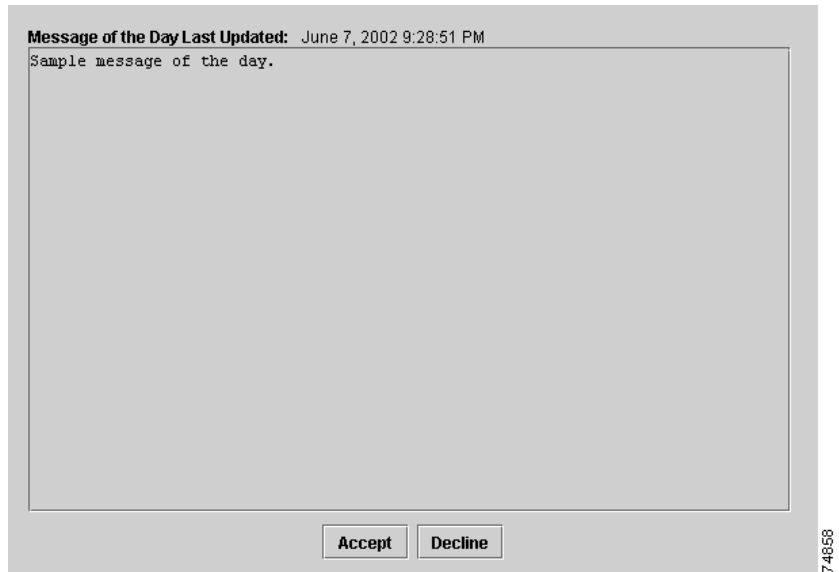 Message of the Day Last Updated: June 7, 2002 9:28:51 PM
Sample message of the day.
Accept Decline
74858